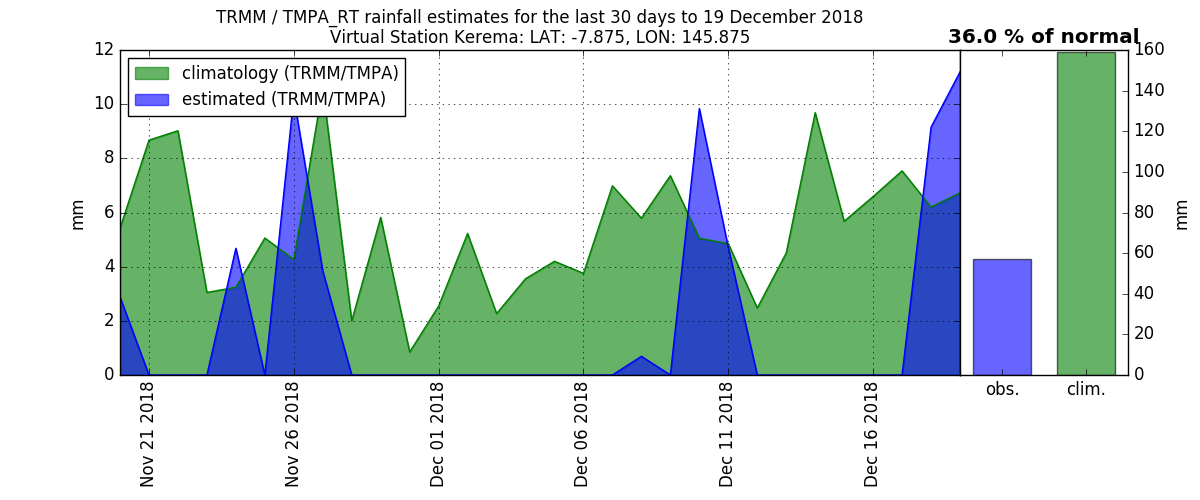 TRMM / TMPA_RT rainfall estimates for the last 30 days to 19 December 2018
Virtual Station Kerema: LAT: -7.875, LON: 145.875
36.0 % of normal
climatology (TRMM/TMPA)
estimated (TRMM/TMPA)
12
10
8
6
4
2
0
mm
Nov 21 2018
Nov 26 2018
Dec 01 2018
Dec 06 2018
Dec 11 2018
Dec 16 2018
160
140
120
100
80
60
40
20
0
mm
obs.
clim.